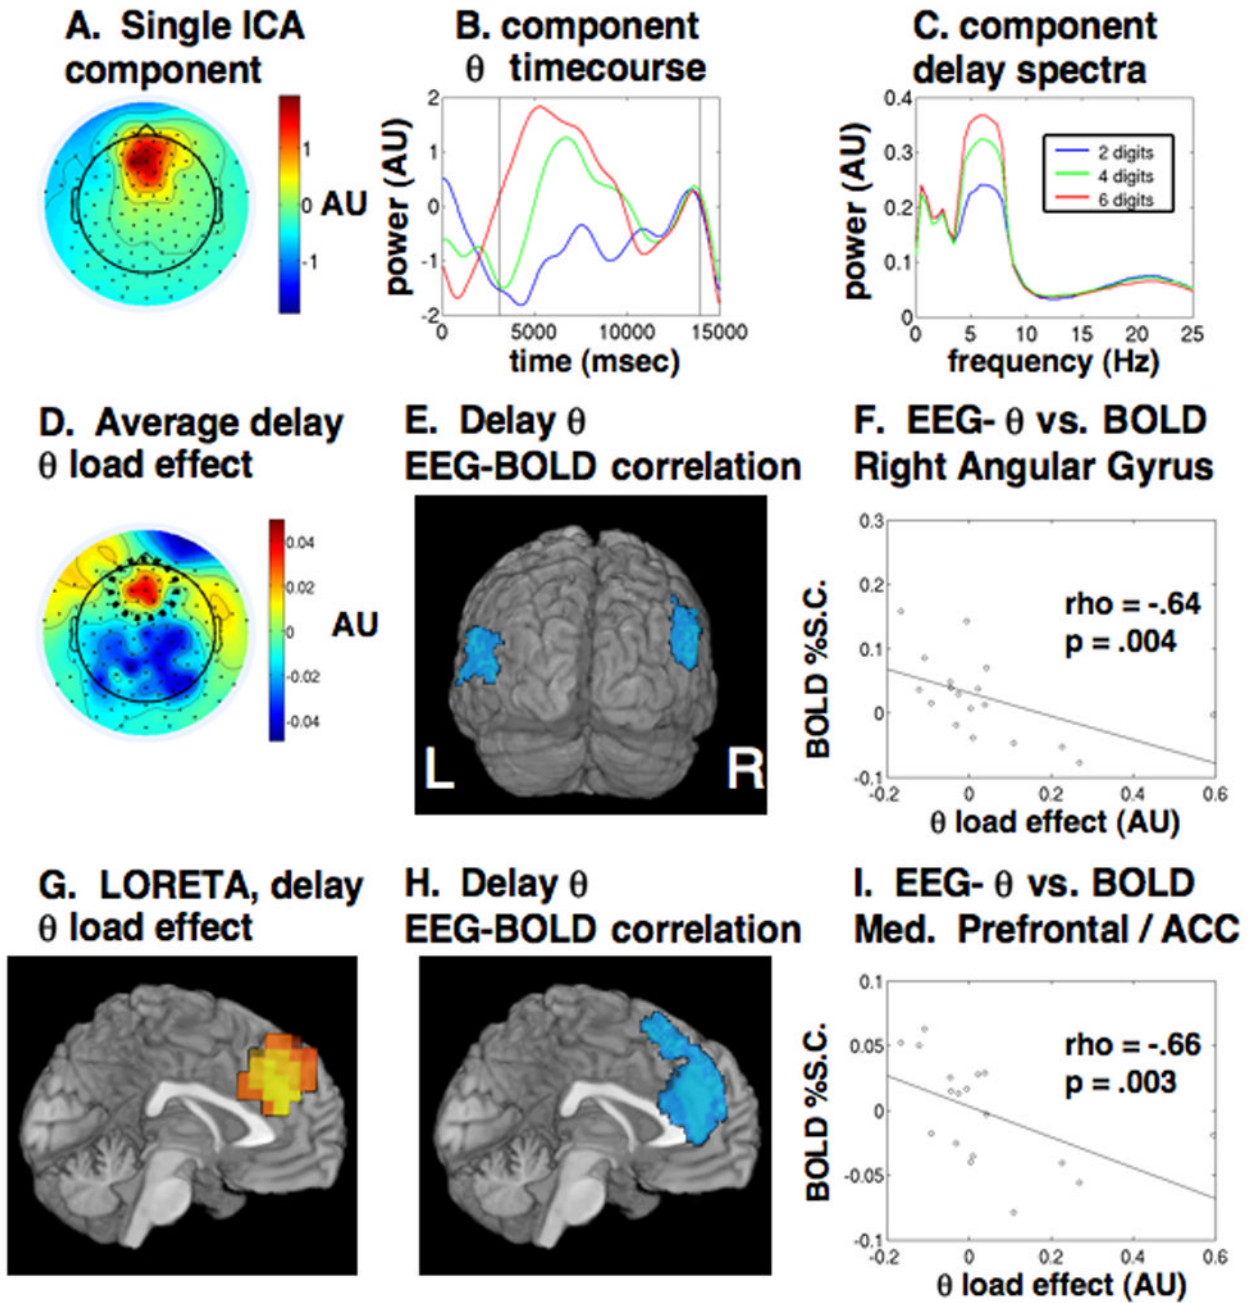 A. Single ICA
component
1
0
-1
AU
B. component
θ timecourse
power (AU)
2
1
0
-1
-2
0
5000
10000
15000
time (msec)
C. component
delay spectra
power (AU)
0.4
0.3
0.2
0.1
0
2 digits
4 digits
6 digits
0
5
10
15
20
25
frequency (Hz)
D. Average delay
θ load effect
0.04
0.02
0
-0.02
-0.04
AU
E. Delay θ
EEG-BOLD correlation
L
R
F. EEG- θ vs. BOLD
Right Angular Gyrus
BOLD %S.C.
0.3
0.2
0.1
0
-0.1
rho = -.64
p = .004
-0.2
0
0.2
0.4
0.6
θ load effect (AU)
G. LORETA, delay
θ load effect
H. Delay θ
EEG-BOLD correlation
I. EEG- θ vs. BOLD
Med. Prefrontal / ACC
BOLD %S.C.
0.1
0.05
0
-0.05
-0.1
rho = -.66
p = .003
-0.2
0
0.2
0.4
0.6
θ load effect (AU)